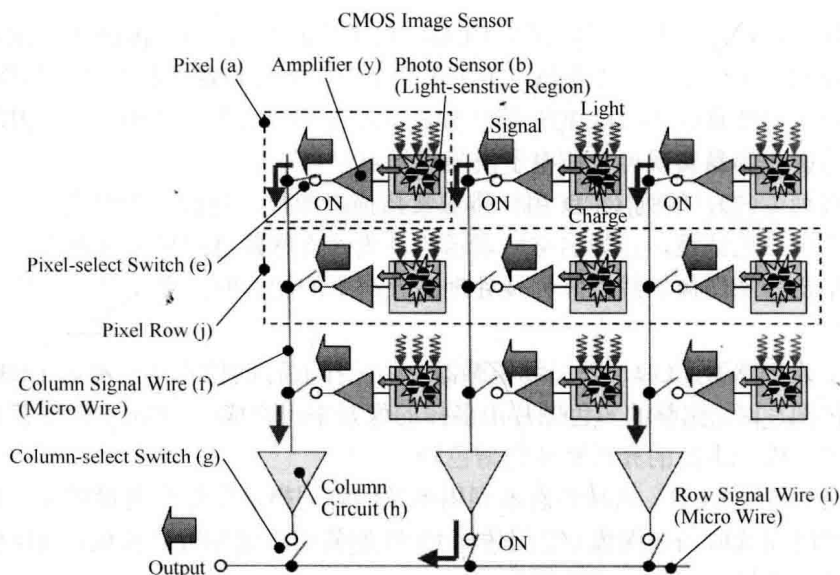 CMOS Image Sensor
Pixel (a)
Amplifier (y)
Photo Sensor (b)
(Light-senstive Region)
Signal
Light
ON
ON
ON
Charge
Pixel-select Switch (e)
Pixel Row (j)
Column Signal Wire (f)
(Micro Wire)
Column-select Switch (g)
Column
Circuit (h)
Row Signal Wire (i)
(Micro Wire)
ON
Output